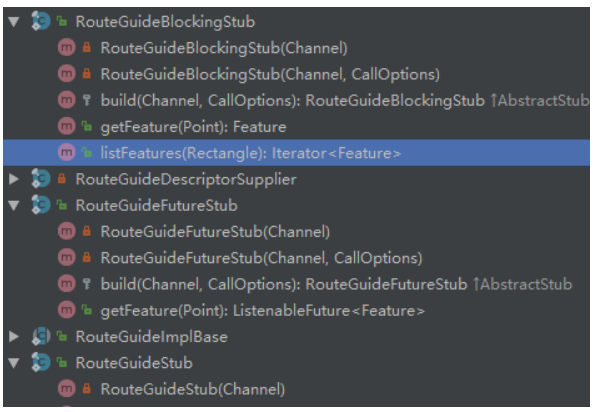 RouteGuideBlockingStub
RouteGuideBlockingStub(Channel)
RouteGuideBlockingStub(Channel, CallOptions)
build(Channel, CallOptions): RouteGuideBlockingStub ↑AbstractStub
getFeature(Point): Feature
listFeatures(Rectangle): Iterator<Feature>
RouteGuideDescriptorSupplier
RouteGuideFutureStub
RouteGuideFutureStub(Channel)
RouteGuideFutureStub(Channel, CallOptions)
build(Channel, CallOptions): RouteGuideFutureStub ↑AbstractStub
getFeature(Point): ListenableFuture<Feature>
RouteGuideImplBase
RouteGuideStub
RouteGuideStub(Channel)